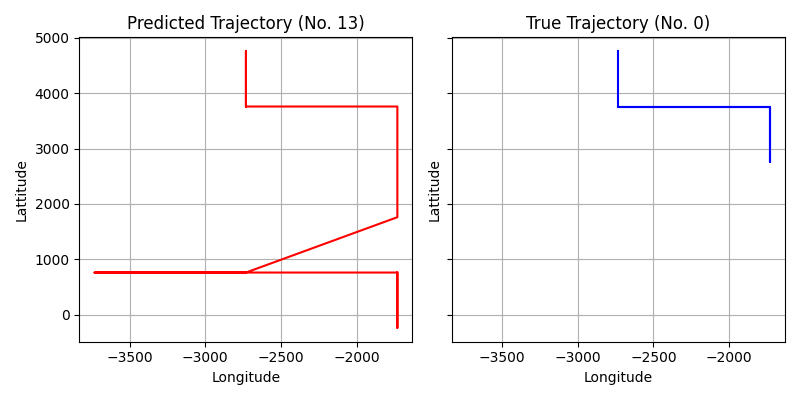 Predicted Trajectory (No. 13)
True Trajectory (No. 0)
5000
4000
3000
2000
1000
0
Lattitude
Lattitude
−3500
−3000
−2500
−2000
−3500
−3000
−2500
−2000
Longitude
Longitude